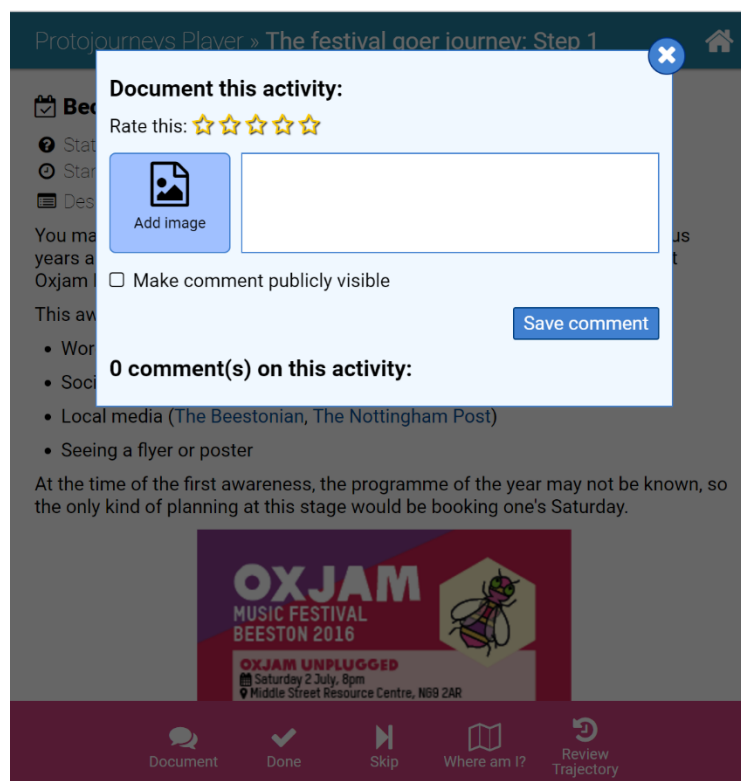 Protojourneys Player » The festival goer journey: Step 1
Document this activity:
Rate this:
Add image
Make comment publicly visible
Save comment
0 comment(s) on this activity:
Bec
Stat
Star
Des
You ma us
years a t
Oxjam
This aw
• Wor
• Soci
• Local media (The Beestonian, The Nottingham Post)
• Seeing a flyer or poster
At the time of the first awareness, the programme of the year may not be known, so
the only kind of planning at this stage would be booking one's Saturday.
OXJAM
MUSIC FESTIVAL
BEESTON 2016
OXJAM UNPLUGGED
Saturday 2 July, 8pm
Middle Street Resource Centre, NG9 2AR
Document
Done
Skip
Where am I?
Review
Trajectory